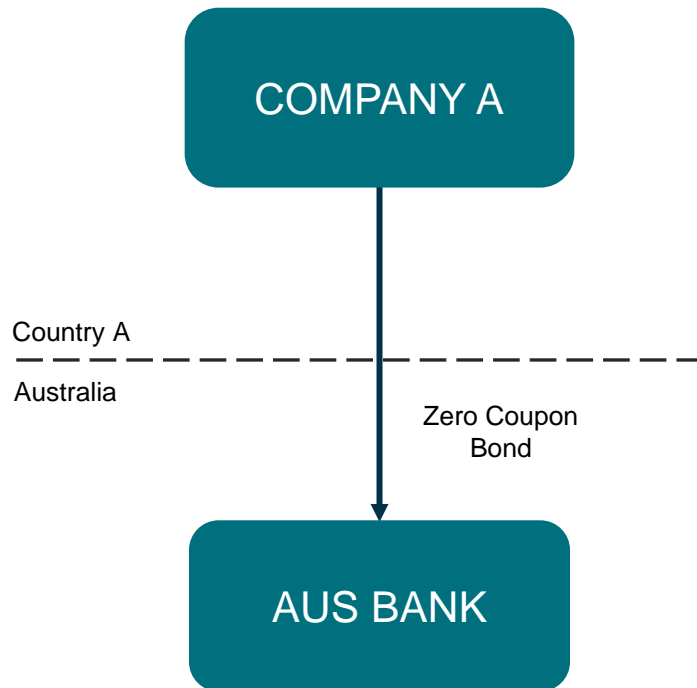 COMPANY A
Country A
Australia
Zero Coupon
Bond
AUS BANK